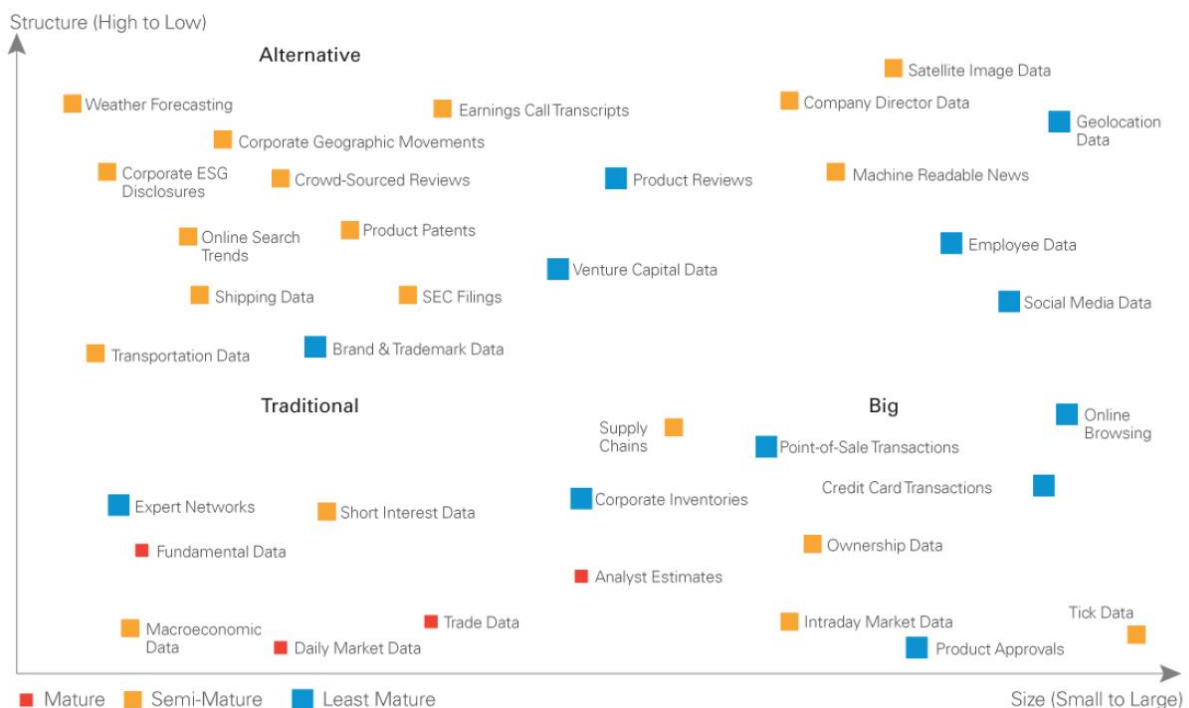 Structure (High to Low)
Alternative
Satellite Image Data
Weather Forecasting
Earnings Call Transcripts
Company Director Data
Geolocation
Data
Corporate Geographic Movements
Corporate ESG
Disclosures
Crowd-Sourced Reviews
Product Reviews
Machine Readable News
Online Search
Trends
Product Patents
Employee Data
Venture Capital Data
Shipping Data
SEC Filings
Social Media Data
Transportation Data
Brand & Trademark Data
Traditional
Big
Online
Browsing
Supply
Chains
Point-of-Sale Transactions
Credit Card Transactions
Expert Networks
Short Interest Data
Corporate Inventories
Fundamental Data
Ownership Data
Analyst Estimates
Macroeconomic
Data
Trade Data
Daily Market Data
Intraday Market Data
Tick Data
Product Approvals
Mature
Semi-Mature
Least Mature
Size (Small to Large)